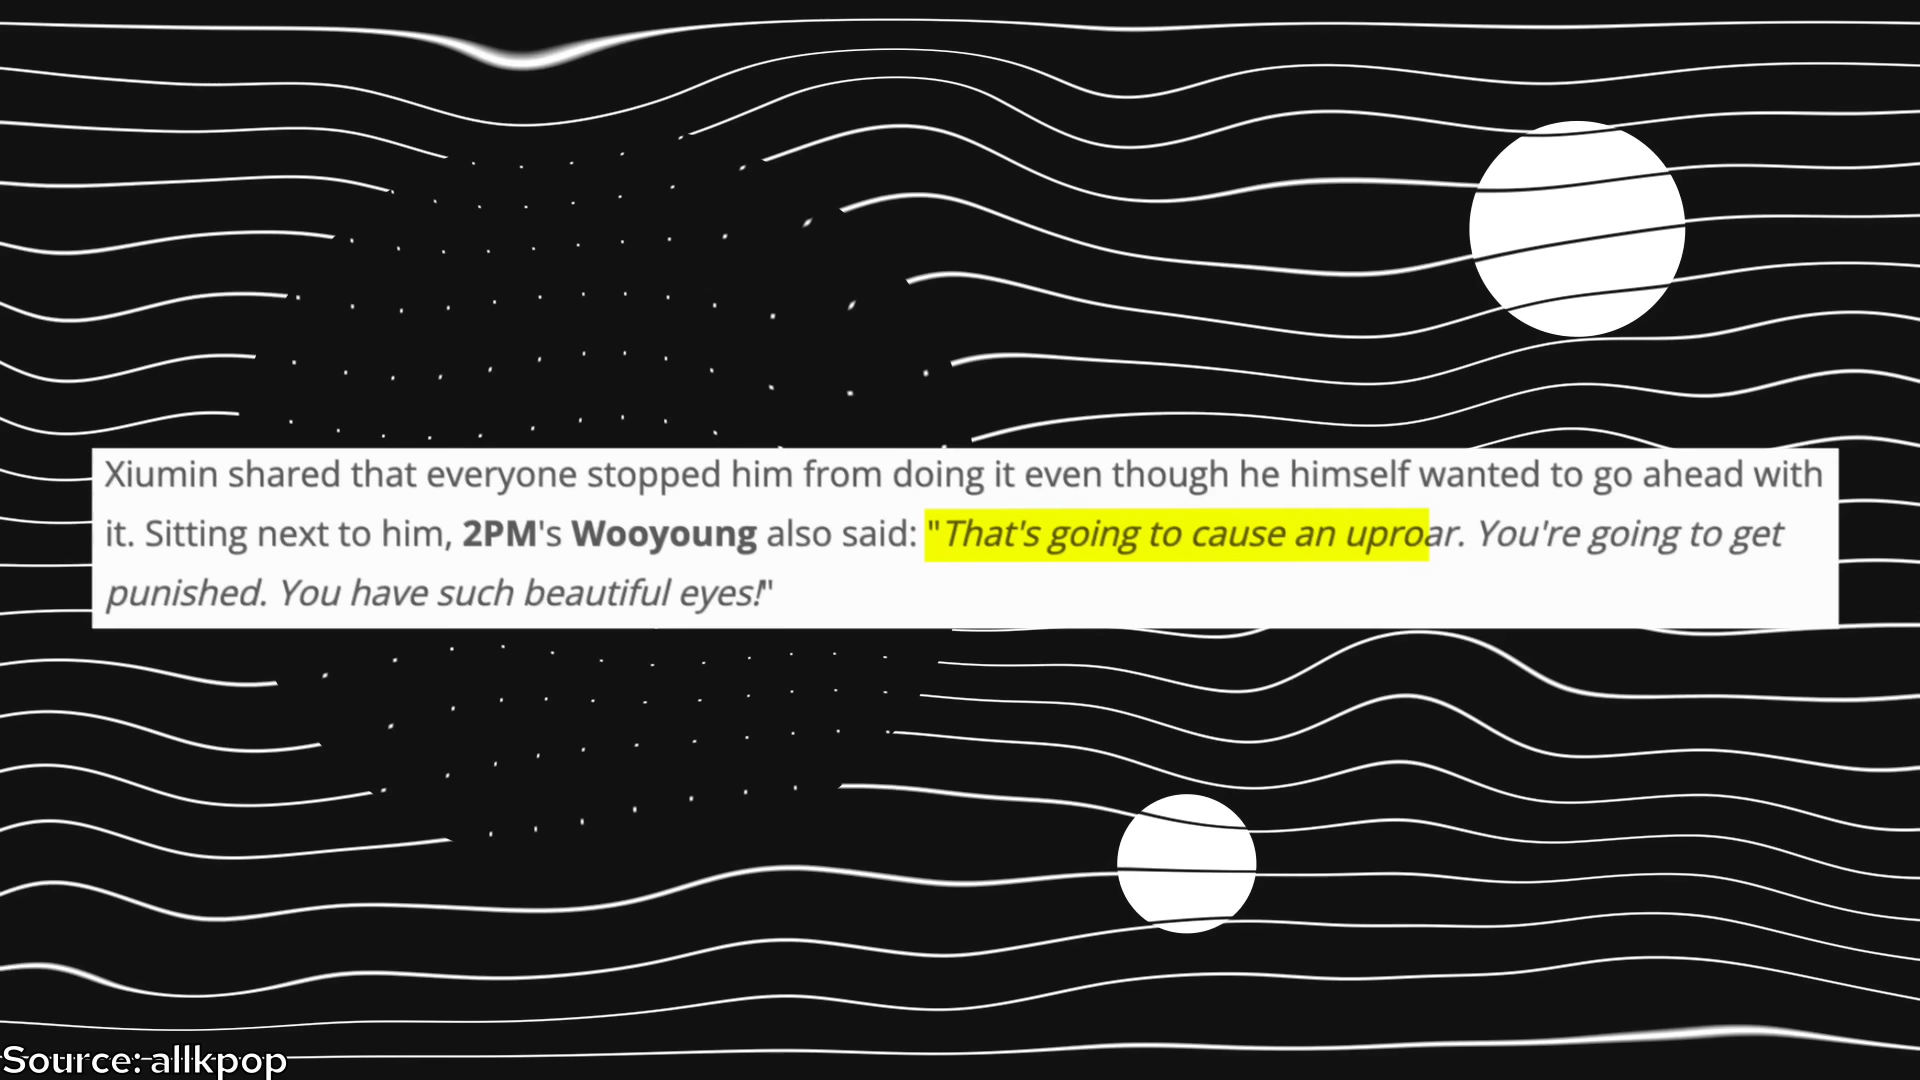 Xiumin shared that everyone stopped him from doing it even though he himself wanted to go ahead with
it. Sitting next to him, 2PM's Wooyoung also said: "That's going to cause an uproar. You're going to get
punished. You have such beautiful eyes!"
Source: allkpop